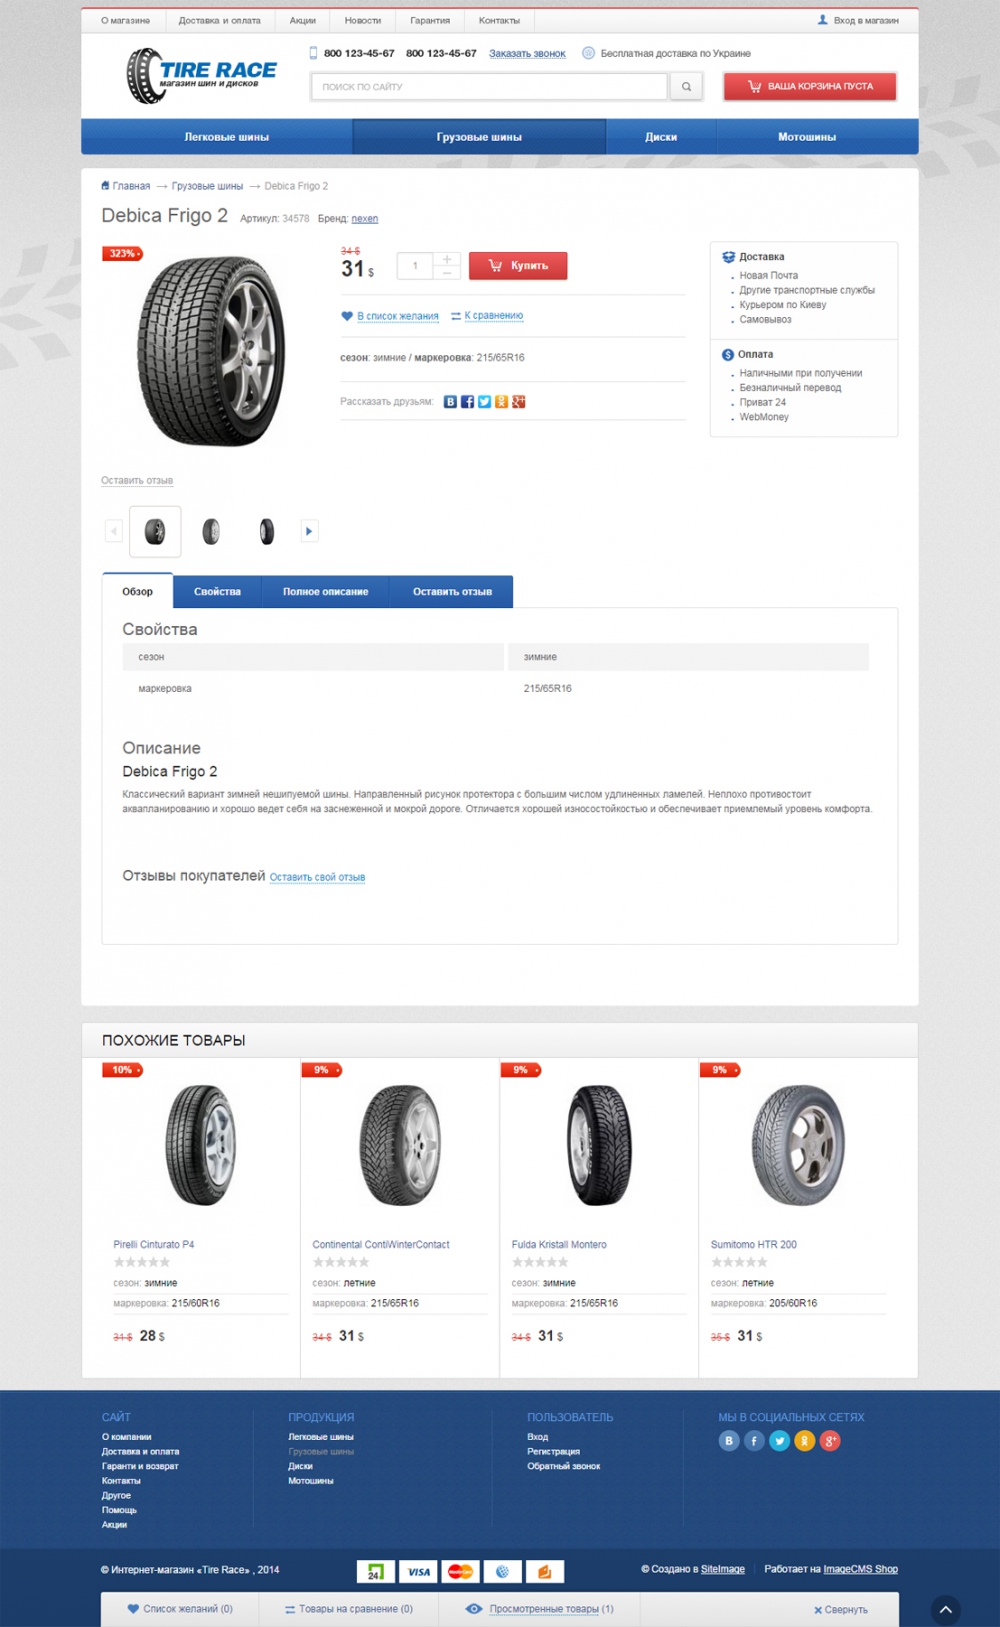 О магазине Доставка и оплата Акции Новости Гарантия Контакты Вход в магазин
TIRE RACE
магазин шин и дисков
800 123-45-67 800 123-45-67 Заказать звонок Бесплатная доставка по Украине
ПОИСК ПО САЙТУ
ВАША КОРЗИНА ПУСТА
Легковые шины Грузовые шины Диски Мотошины
Главная → Грузовые шины → Debica Frigo 2
Debica Frigo 2 Артикул: 34578 Бренд: nexen
323%
34 $
31 $
1 + −
Купить
В список желания К сравнению
сезон: зимние / маркеровка: 215/65R16
Рассказать друзьям:
Доставка
Новая Почта
Другие транспортные службы
Курьером по Киеву
Самовывоз
Оплата
Наличными при получении
Безналичный перевод
Приват 24
WebMoney
Оставить отзыв
Обзор Свойства Полное описание Оставить отзыв
Свойства
сезон зимние
маркеровка 215/65R16
Описание
Debica Frigo 2
Классический вариант зимней нешипуемой шины. Направленный рисунок протектора с большим числом удлиненных ламелей. Неплохо противостоит
аквапланированию и хорошо ведет себя на заснеженной и мокрой дороге. Отличается хорошей износостойкостью и обеспечивает приемлемый уровень комфорта.
Отзывы покупателей Оставить свой отзыв
ПОХОЖИЕ ТОВАРЫ
10% 9% 9% 9%
Pirelli Cinturato P4
сезон: зимние
маркеровка: 215/60R16
31 $ 28 $
Continental ContiWinterContact
сезон: летние
маркеровка: 215/65R16
34 $ 31 $
Fulda Kristall Montero
сезон: зимние
маркеровка: 215/65R16
34 $ 31 $
Sumitomo HTR 200
сезон: летние
маркеровка: 205/60R16
35 $ 31 $
САЙТ
О компании
Доставка и оплата
Гаранти и возврат
Контакты
Другое
Помощь
Акции
ПРОДУКЦИЯ
Легковые шины
Грузовые шины
Диски
Мотошины
ПОЛЬЗОВАТЕЛЬ
Вход
Регистрация
Обратный звонок
МЫ В СОЦИАЛЬНЫХ СЕТЯХ
© Интернет-магазин «Tire Race» , 2014
24 VISA MasterCard
© Создано в SiteImage Работает на ImageCMS Shop
Список желаний (0) Товары на сравнение (0) Просмотренные товары (1) Свернуть